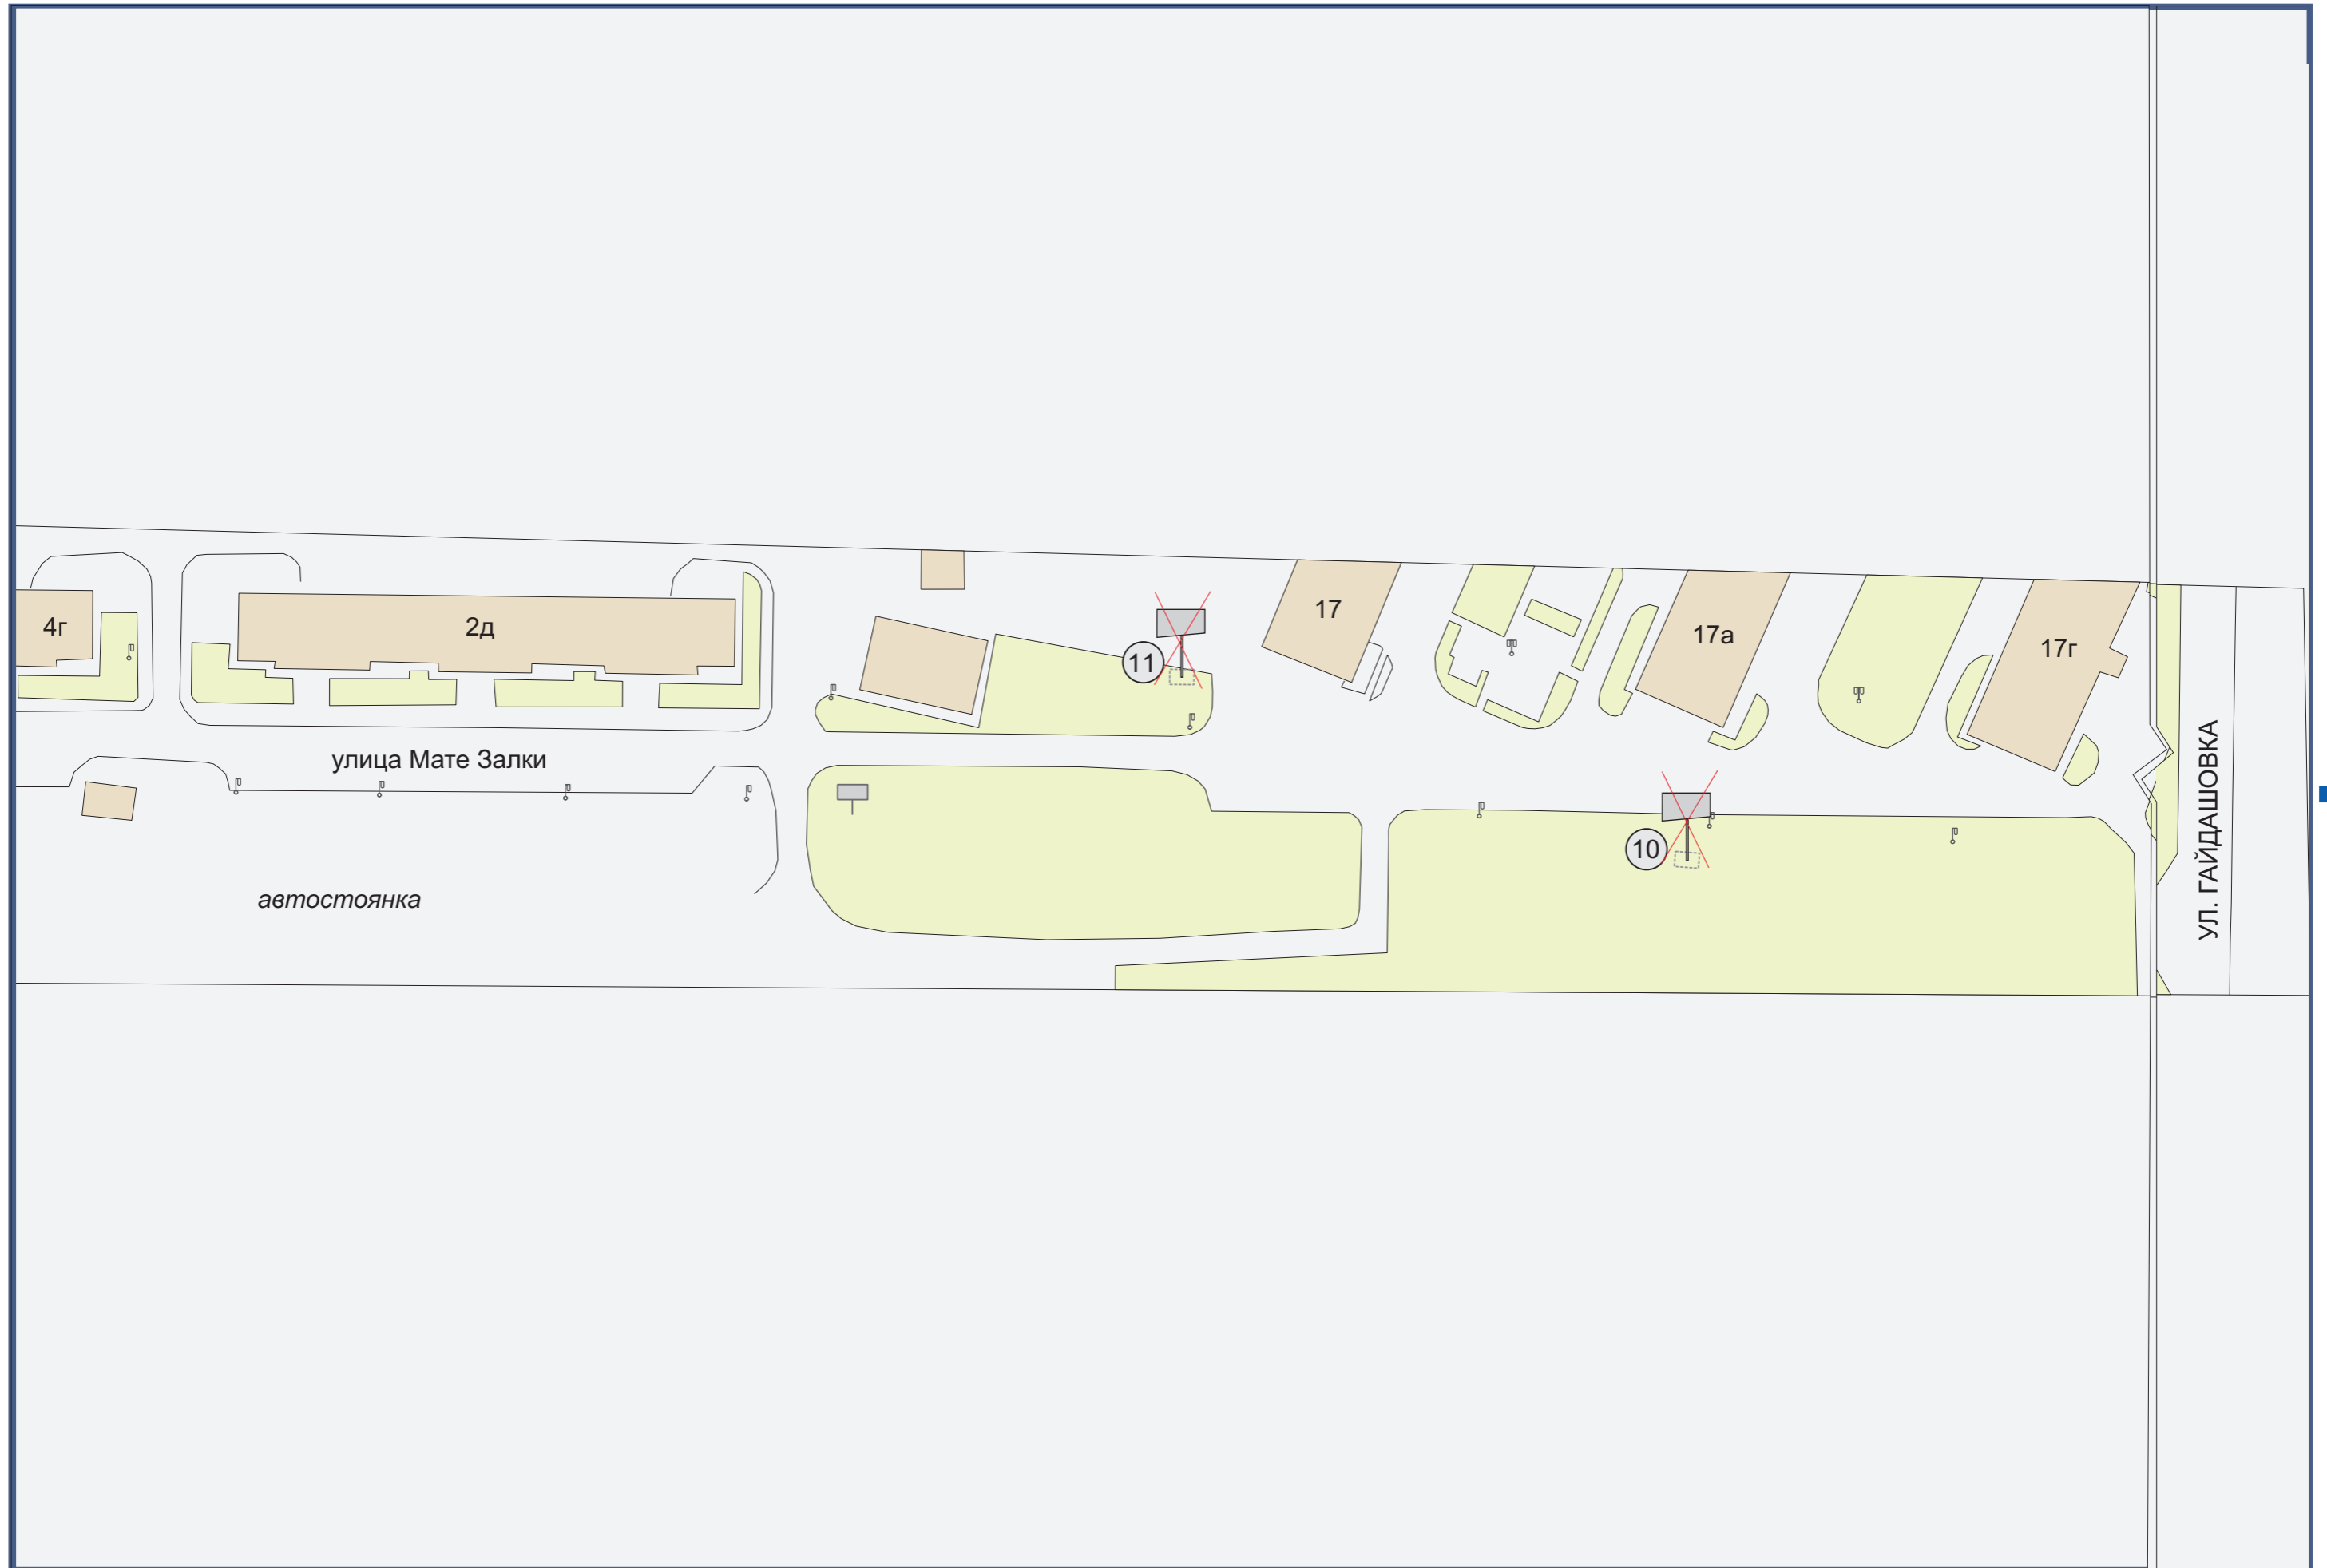 17
4г
2д
17а
17г
11
улица Мате Залки
10
автостоянка
УЛ. ГАЙДАШОВКА